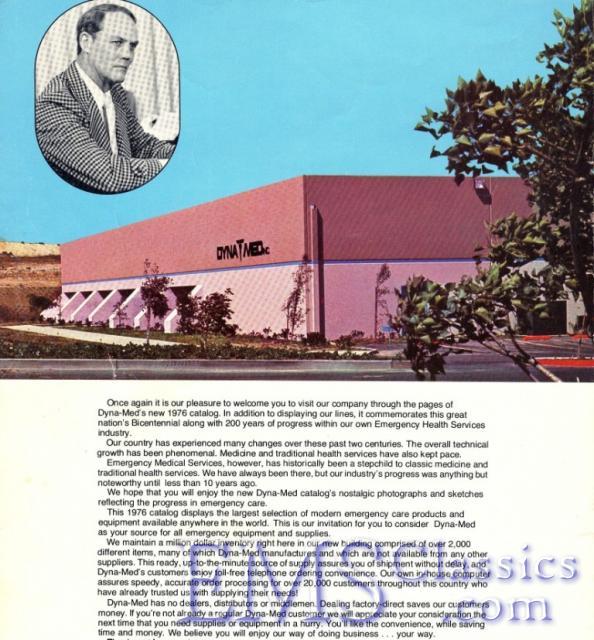 DYNA MED INC
Once again it is our pleasure to welcome you to visit our company through the pages of
Dyna-Med's new 1976 catalog. In addition to displaying our lines, it commemorates this great
nation's Bicentennial along with 200 years of progress within our own Emergency Health Services
industry.
Our country has experienced many changes over these past two centuries. The overall technical
growth has been phenomenal. Medicine and traditional health services have also kept pace.
Emergency Medical Services, however, has historically been a stepchild to classic medicine and
traditional health services. We have always been there, but our industry's progress was anything but
noteworthy until less than 10 years ago.
We hope that you will enjoy the new Dyna-Med catalog's nostalgic photographs and sketches
reflecting the progress in emergency care.
This 1976 catalog displays the largest selection of modern emergency care products and
equipment available anywhere in the world. This is our invitation for you to consider Dyna-Med
as your source for all emergency equipment and supplies.
We maintain a million dollar inventory right here in our new building comprised of over 2,000
different items, many of which Dyna-Med manufactures and which are not available from any other
suppliers. This ready, up-to-the-minute source of supply assures you of shipment without delay, and
Dyna-Med's customers enjoy toll-free telephone ordering convenience. Our own in-house computer
assures speedy, accurate order processing for over 20,000 customers throughout this country who
have already trusted us with supplying their needs!
Dyna-Med has no dealers, distributors or middlemen. Dealing factory-direct saves our customers
money. If you're not already a regular Dyna-Med customer we will appreciate your consideration the
next time that you need supplies or equipment in a hurry. You'll like the convenience, while saving
time and money. We believe you will enjoy our way of doing business . . . your way.
EMSClassics
.com